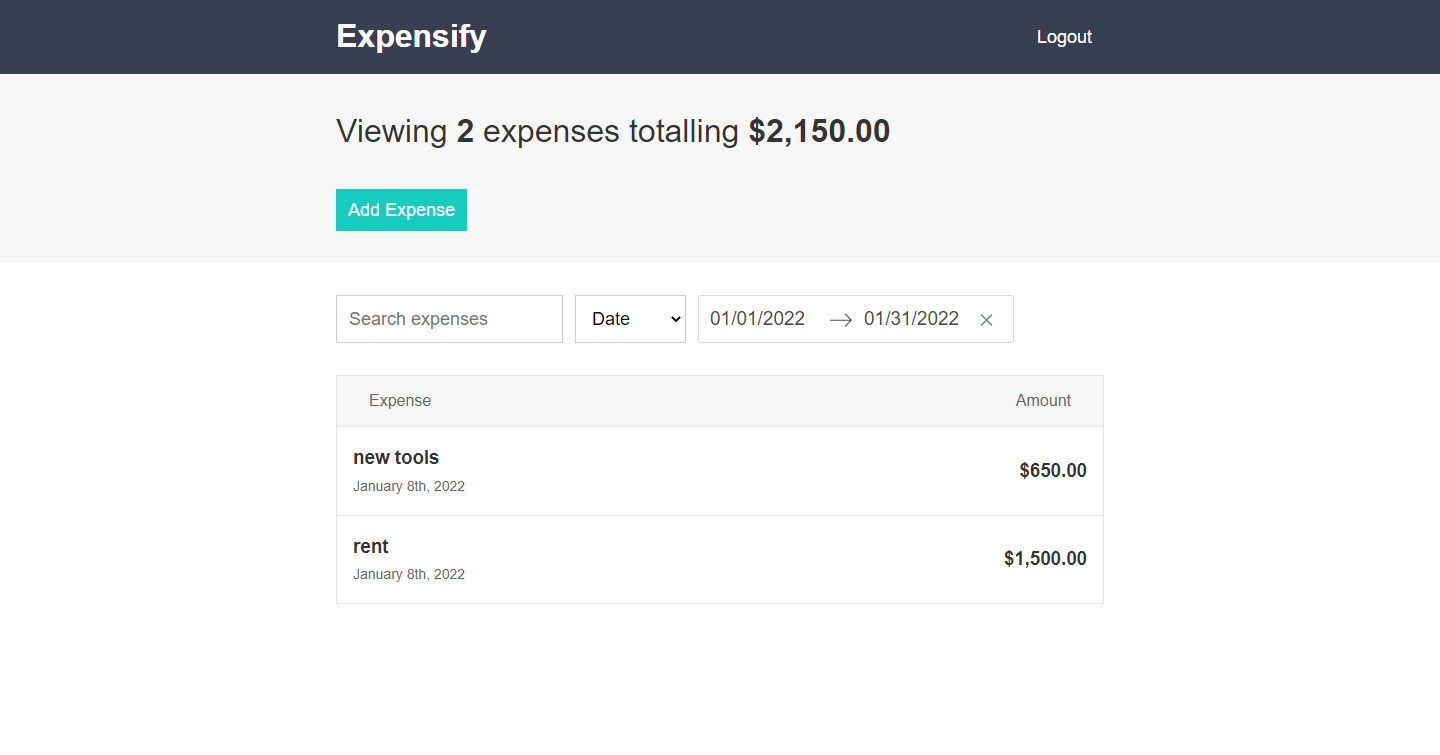 Expensify
Logout
Viewing 2 expenses totalling $2,150.00
Add Expense
Search expenses
Date
01/01/2022
01/31/2022
Expense
Amount
new tools
January 8th, 2022
$650.00
rent
January 8th, 2022
$1,500.00